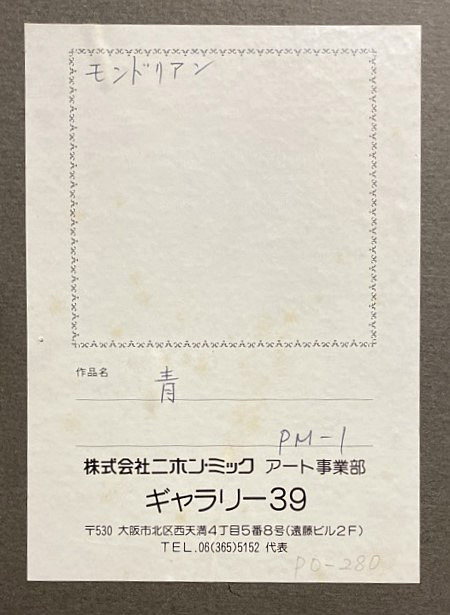 モンドリアン
作品名 青
PM-1
株式会社ニホン・ミック アート事業部
ギャラリー39
〒530 大阪市北区西天満4丁目5番8号(遠藤ビル2F)
TEL.06(365)5152 代表
PO-280